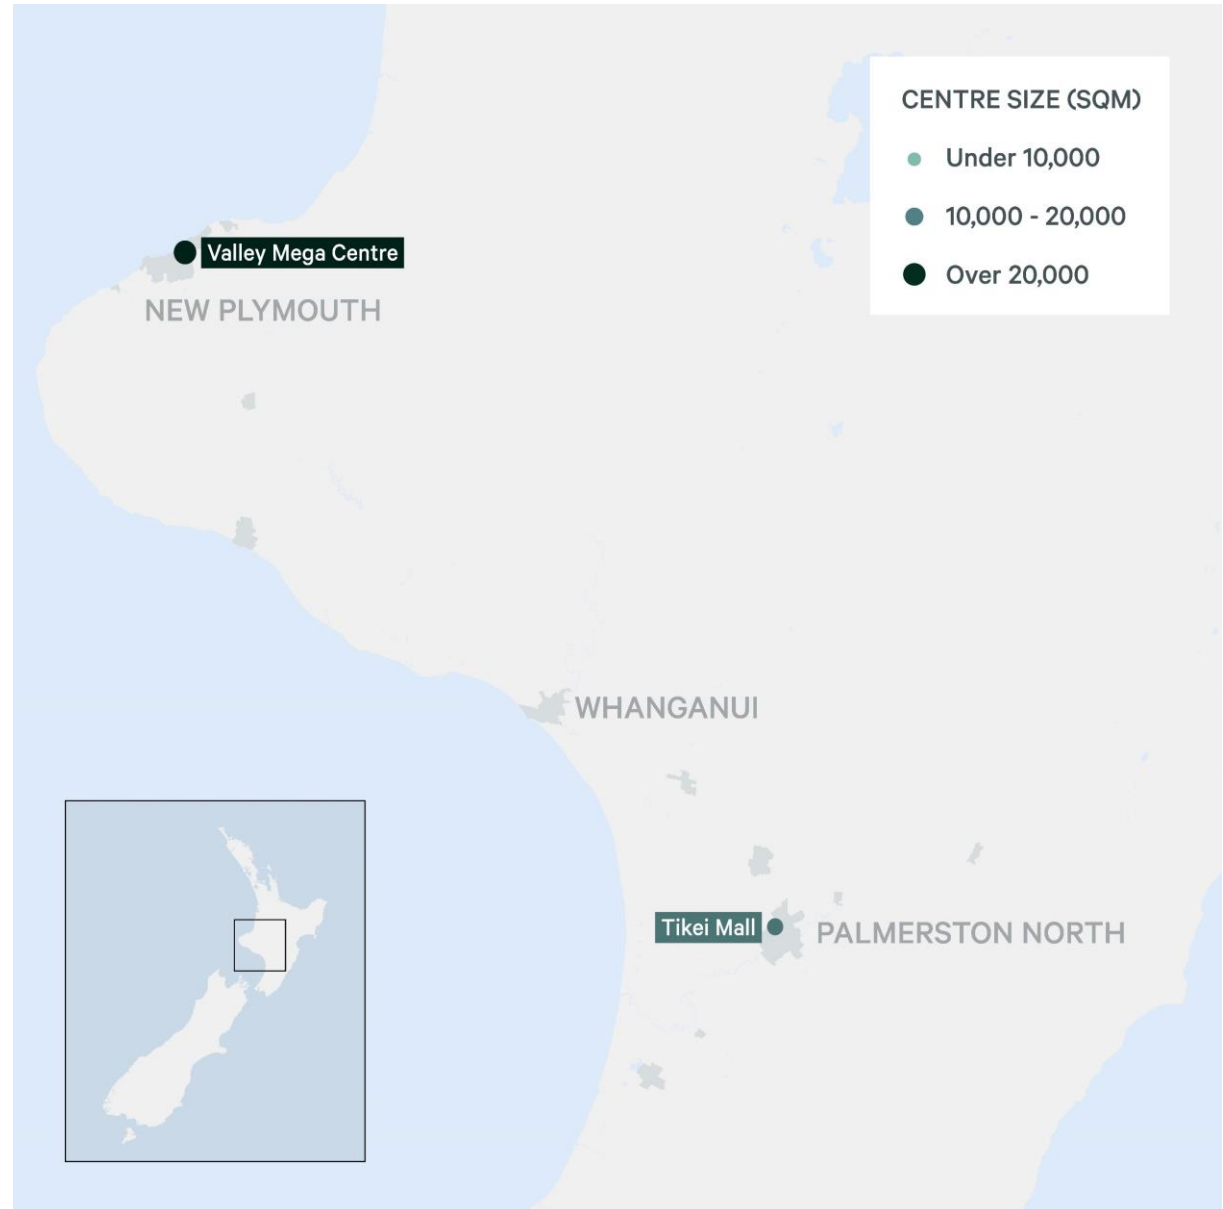 CENTRE SIZE (SQM)
Under 10,000
10,000 - 20,000
Over 20,000
Valley Mega Centre
NEW PLYMOUTH
WHANGANUI
Tikei Mall
PALMERSTON NORTH